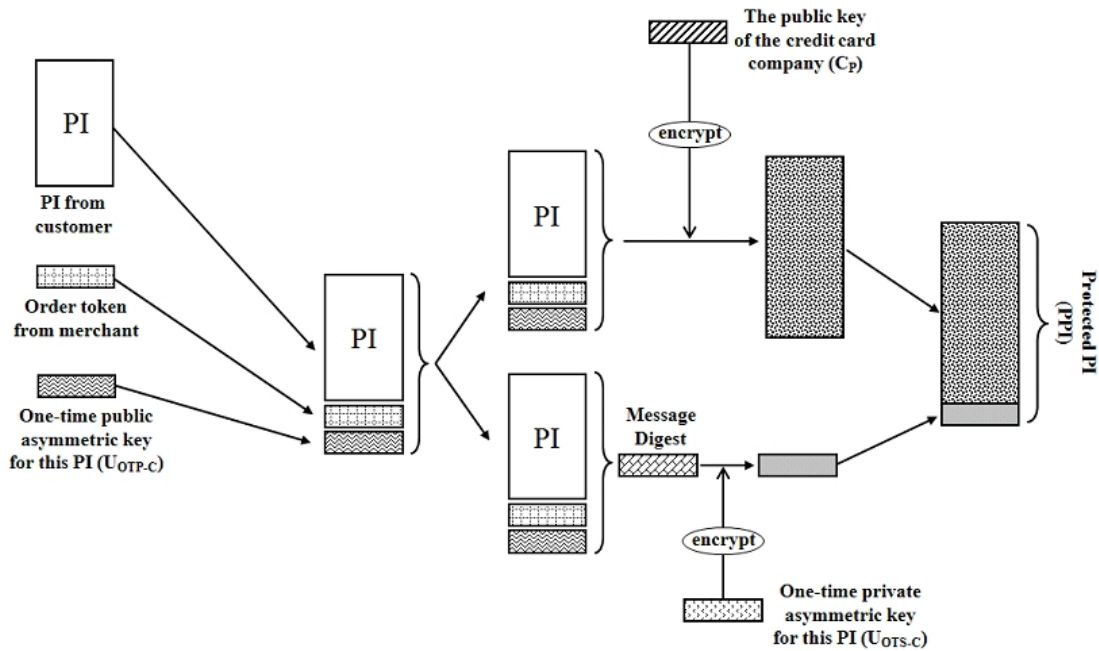 The public key
of the credit card
company (CP)
PI
PI from
customer
encrypt
PI
Order token
from merchant
PI
One-time public
asymmetric key
for this PI (UOTP-C)
PI
Message
Digest
encrypt
One-time private
asymmetric key
for this PI (UOTS-C)
Protected PI
(PPI)